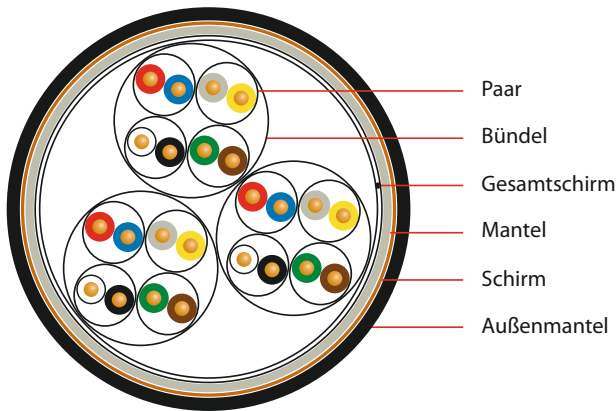 Paar
Bündel
Gesamtschirm
Mantel
Schirm
Außenmantel